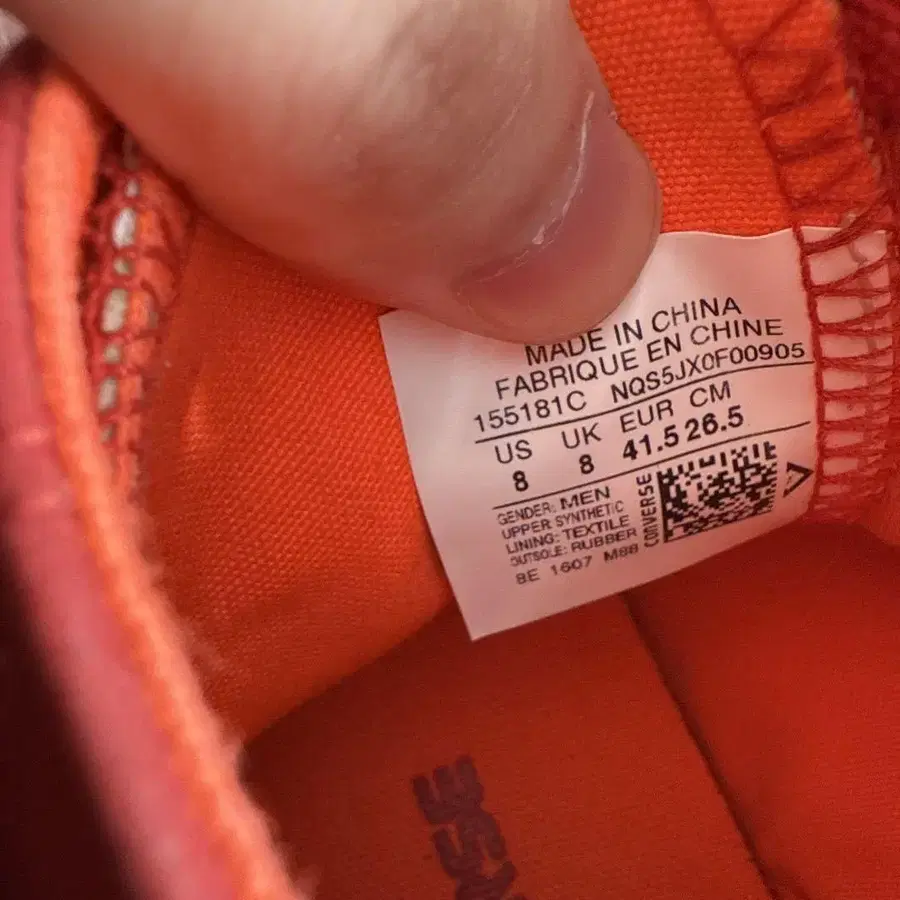 MADE IN CHINA
FABRIQUE EN CHINE
155181C NQS5JX0F00905
US UK EUR CM
8 8 41.5 26.5
GENDER: MEN
UPPER: SYNTHETIC
LINING: TEXTILE
OUTSOLE: RUBBER
8E 1607 M88
CONVERSE